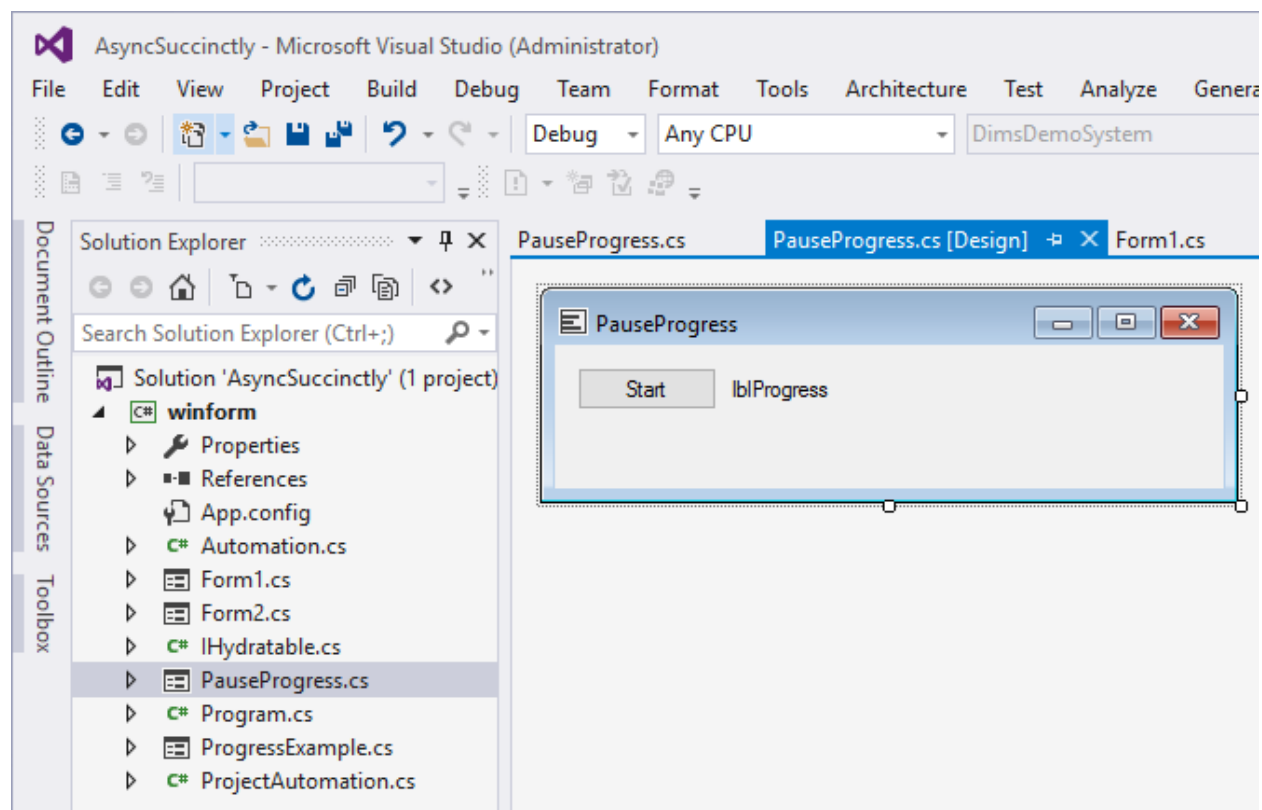 AsyncSuccinctly - Microsoft Visual Studio (Administrator)
File Edit View Project Build Debug Team Format Tools Architecture Test Analyze Genera
Debug Any CPU DimsDemoSystem
Document Outline
Data Sources
Toolbox
Solution Explorer
Search Solution Explorer (Ctrl+;)
Solution 'AsyncSuccinctly' (1 project)
C# winform
Properties
References
App.config
C# Automation.cs
Form1.cs
Form2.cs
C# IHydratable.cs
PauseProgress.cs
C# Program.cs
ProgressExample.cs
C# ProjectAutomation.cs
PauseProgress.cs PauseProgress.cs [Design] Form1.cs
PauseProgress
Start lblProgress